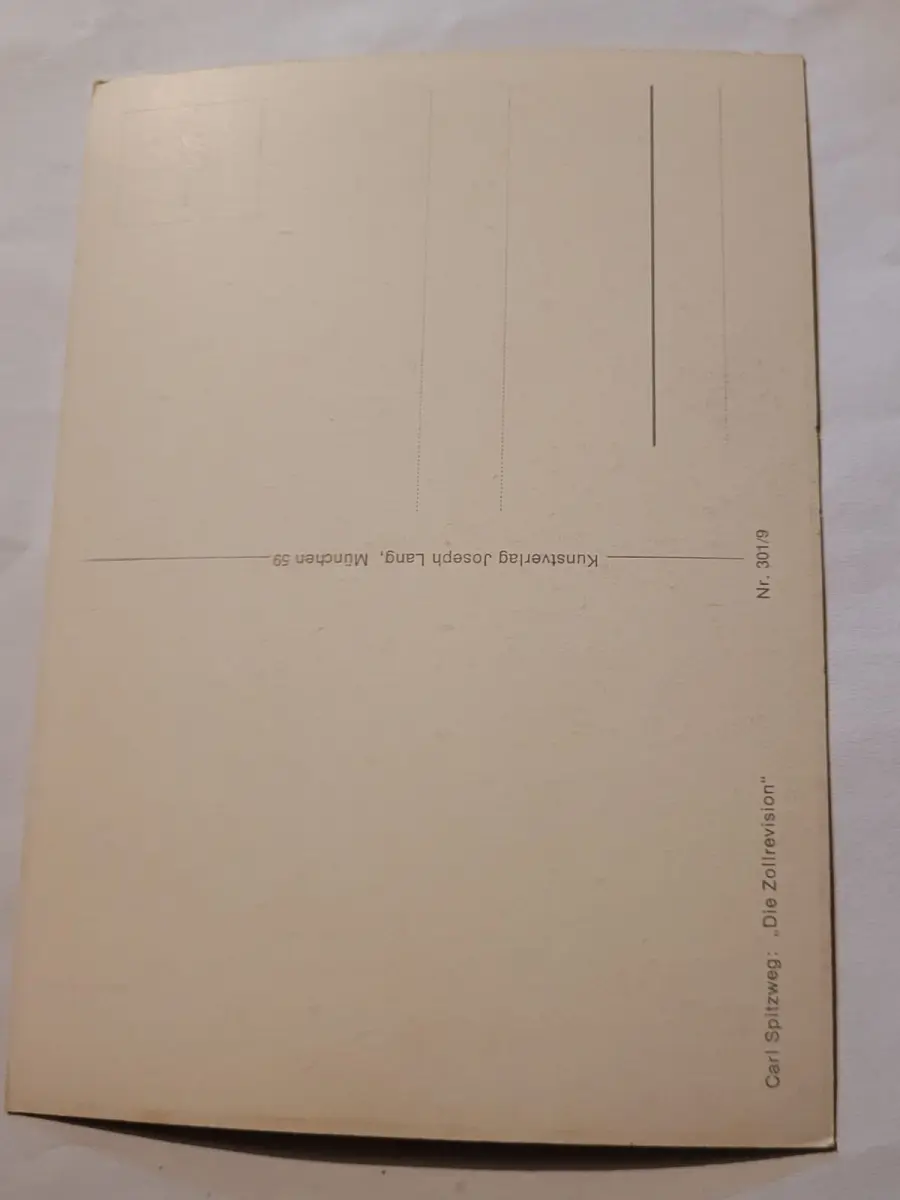 Carl Spitzweg: „Die Zollrevision“
Nr. 301/9
Kunstverlag Joseph Lang, München 59